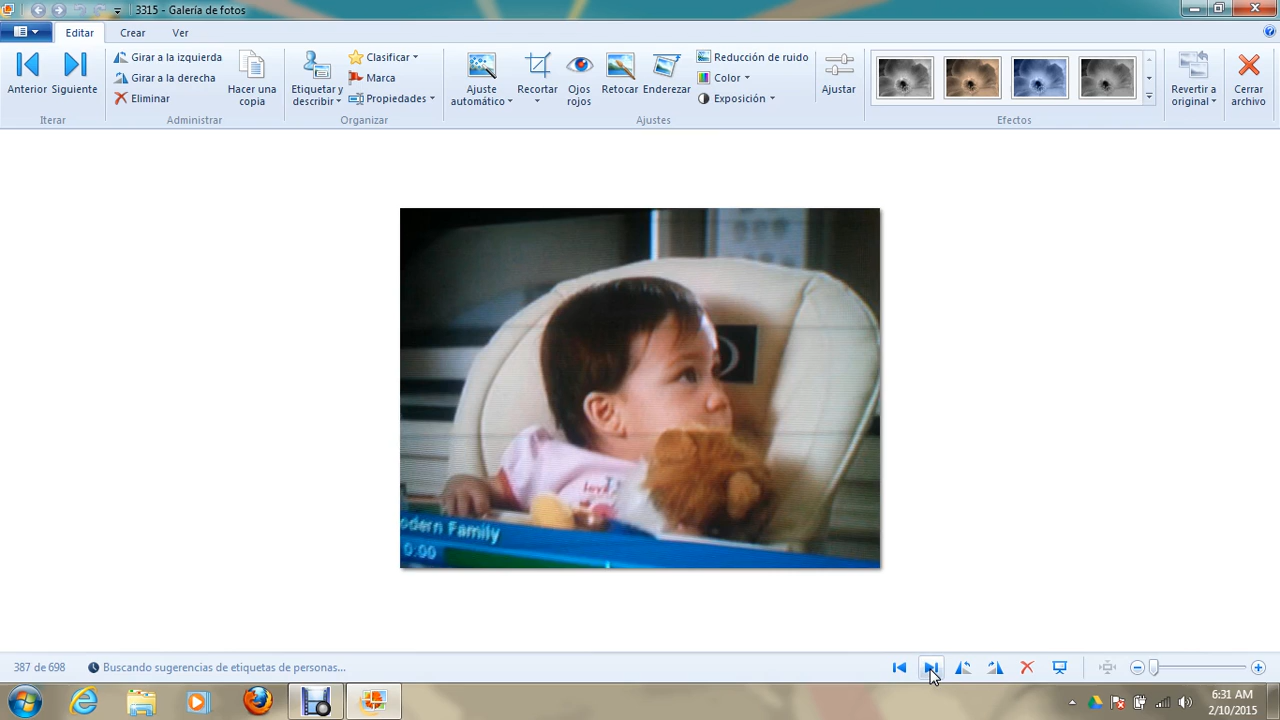 3315 - Galería de fotos
Editar Crear Ver
Anterior
Siguiente
Iterar
Girar a la izquierda
Girar a la derecha
Eliminar
Hacer una copia
Administrar
Etiquetar y describir
Clasificar
Marca
Propiedades
Organizar
Ajuste automático
Recortar
Ojos rojos
Retocar
Enderezar
Reducción de ruido
Color
Exposición
Ajustes
Ajustar
Efectos
Revertir a original
Cerrar archivo
love
odern Family
0:00
387 de 698
Buscando sugerencias de etiquetas de personas...
6:31 AM
2/10/2015